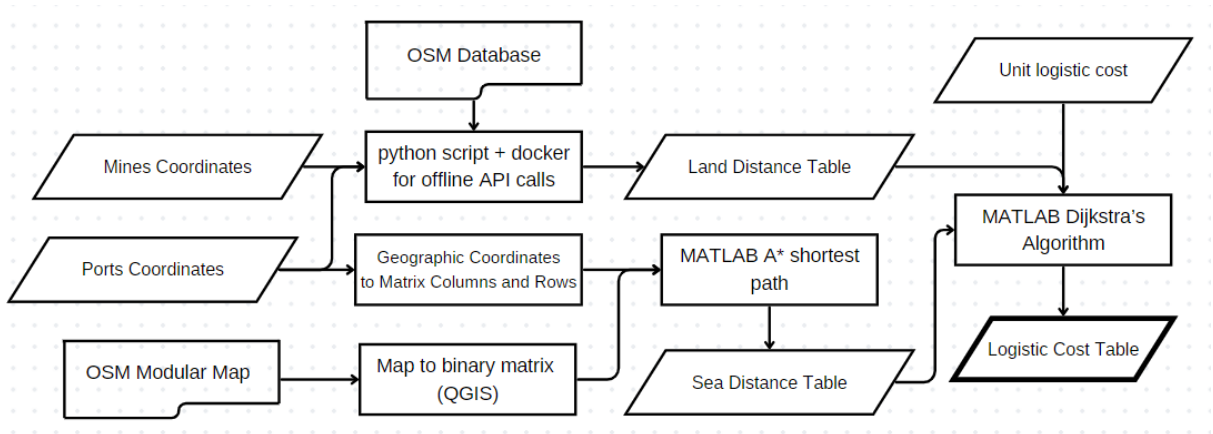 OSM Database
Unit logistic cost
Mines Coordinates
python script + docker
for offline API calls
Land Distance Table
MATLAB Dijkstra's
Algorithm
Ports Coordinates
Geographic Coordinates
to Matrix Columns and Rows
MATLAB A* shortest
path
OSM Modular Map
Map to binary matrix
(QGIS)
Sea Distance Table
Logistic Cost Table